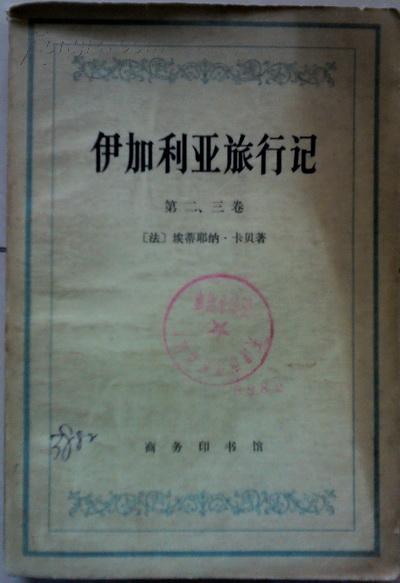 伊加利亚旅行记
第二、三卷
〔法〕埃蒂耶纳·卡贝著
商务印书馆